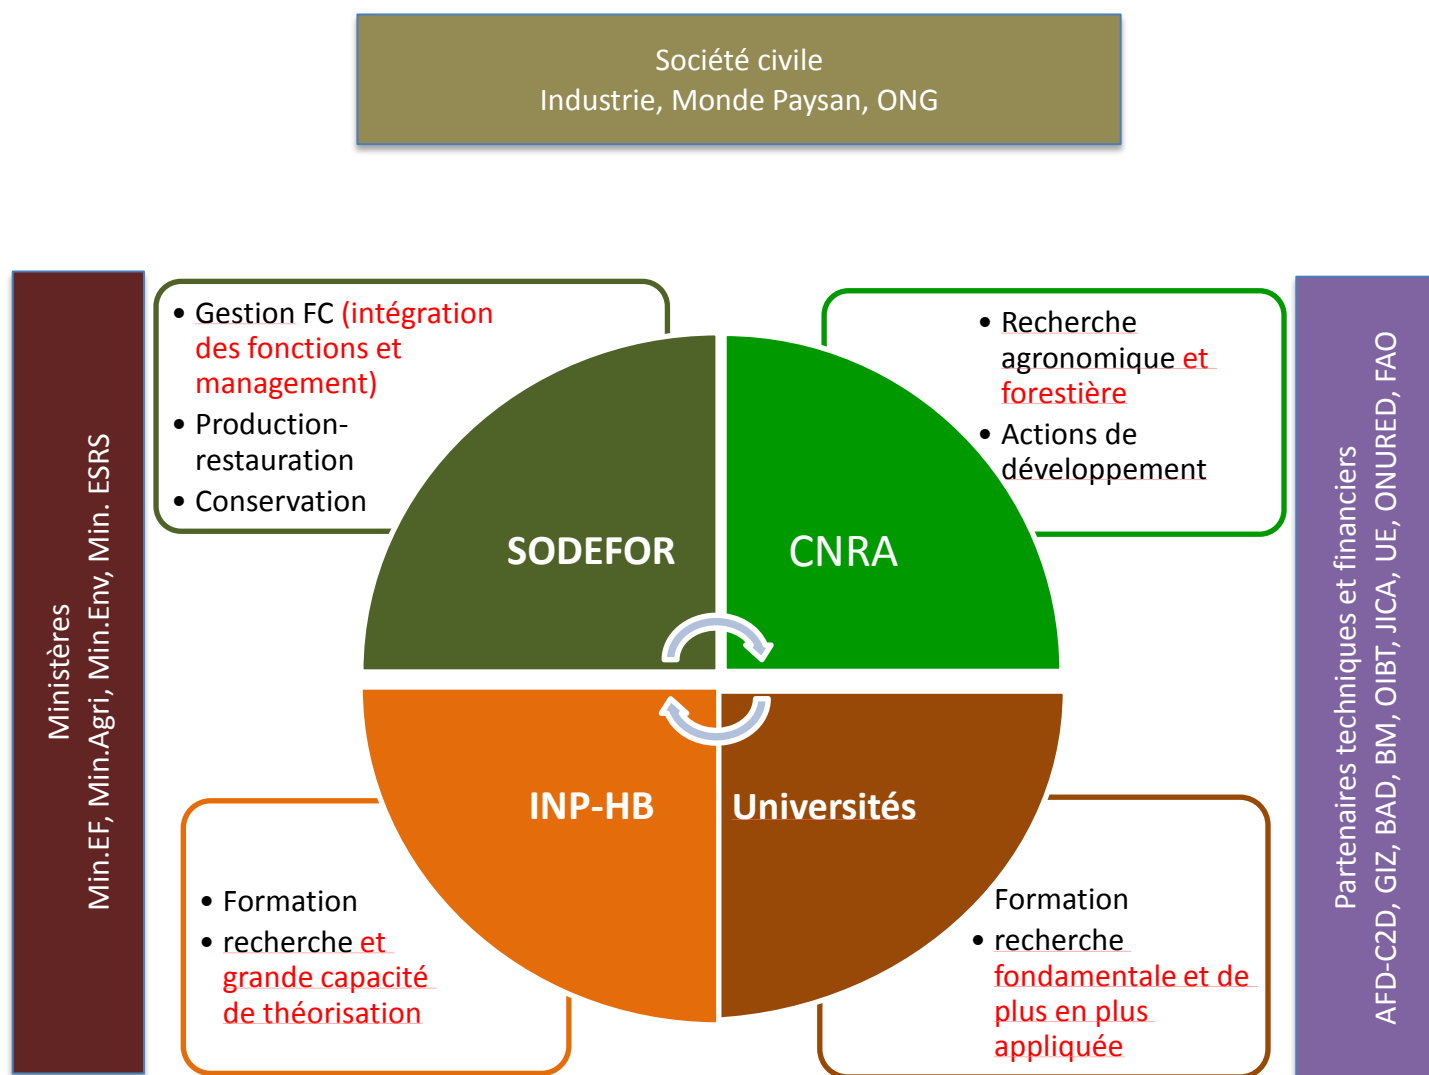 Société civile
Industrie, Monde Paysan, ONG
Ministères
Min.EF, Min.Agri, Min.Env, Min. ESRS
• Gestion FC (intégration
des fonctions et
management)
• Production-
restauration
• Conservation
SODEFOR
• Recherche
agronomique et
forestière
• Actions de
développement
CNRA
INP-HB
• Formation
• recherche et
grande capacité
de théorisation
Universités
Formation
• recherche
fondamentale et de
plus en plus
appliquée
Partenaires techniques et financiers
AFD-C2D, GIZ, BAD, BM, OIBT, JICA, UE, ONURED, FAO